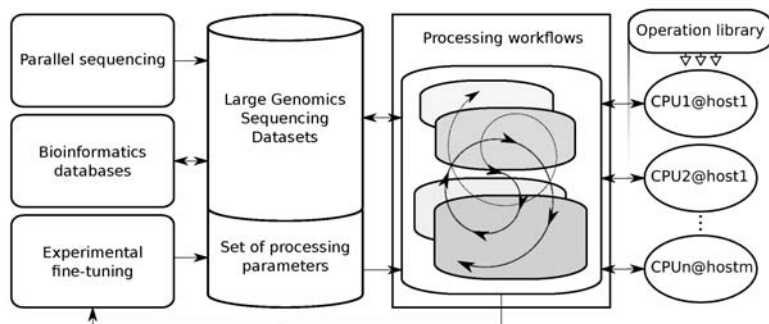 Parallel sequencing
Bioinformatics
databases
Experimental
fine-tuning
Large Genomics
Sequencing
Datasets
Set of processing
parameters
Processing workflows
Operation library
CPU1@host1
CPU2@host1
CPUn@hostm